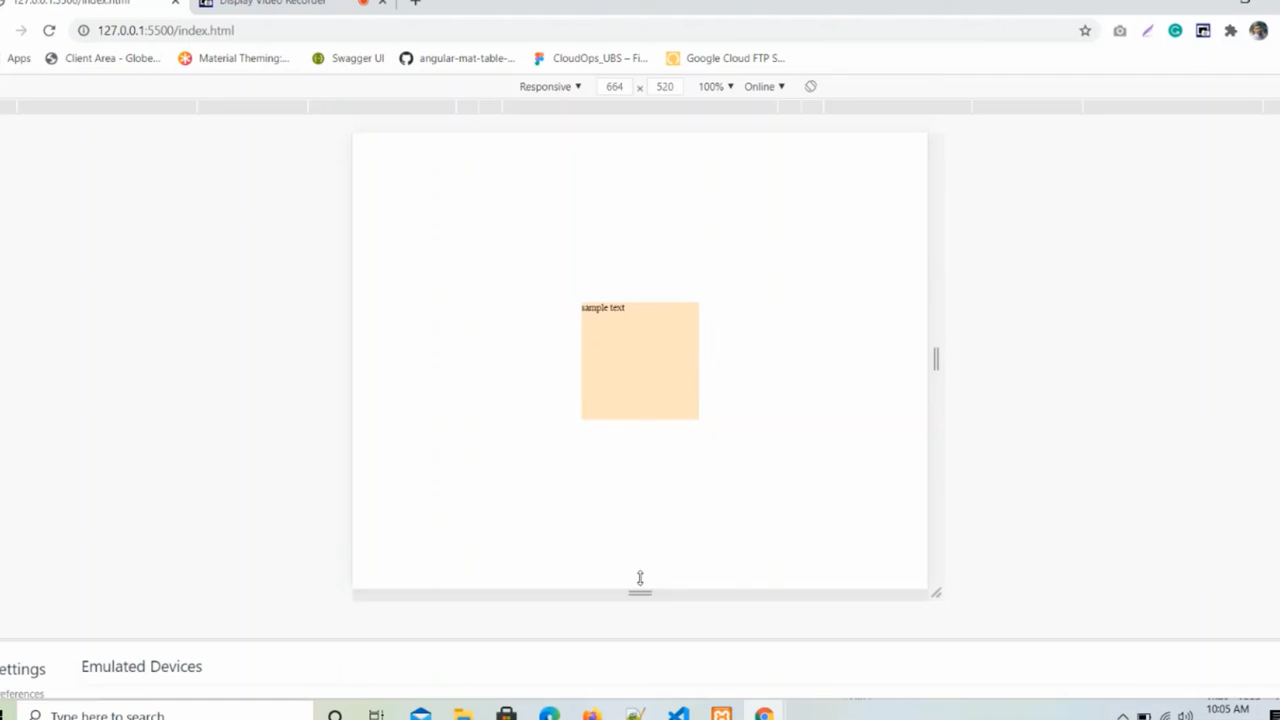 127.0.0.1:5500/index.html
Display Video Recorder
127.0.0.1:5500/index.html
Apps Client Area - Globe... Material Theming:... Swagger UI angular-mat-table-... CloudOps_UBS – Fi... Google Cloud FTP S...
Responsive 664 x 520 100% Online
sample text
ettings Emulated Devices
references
Type here to search
10:05 AM